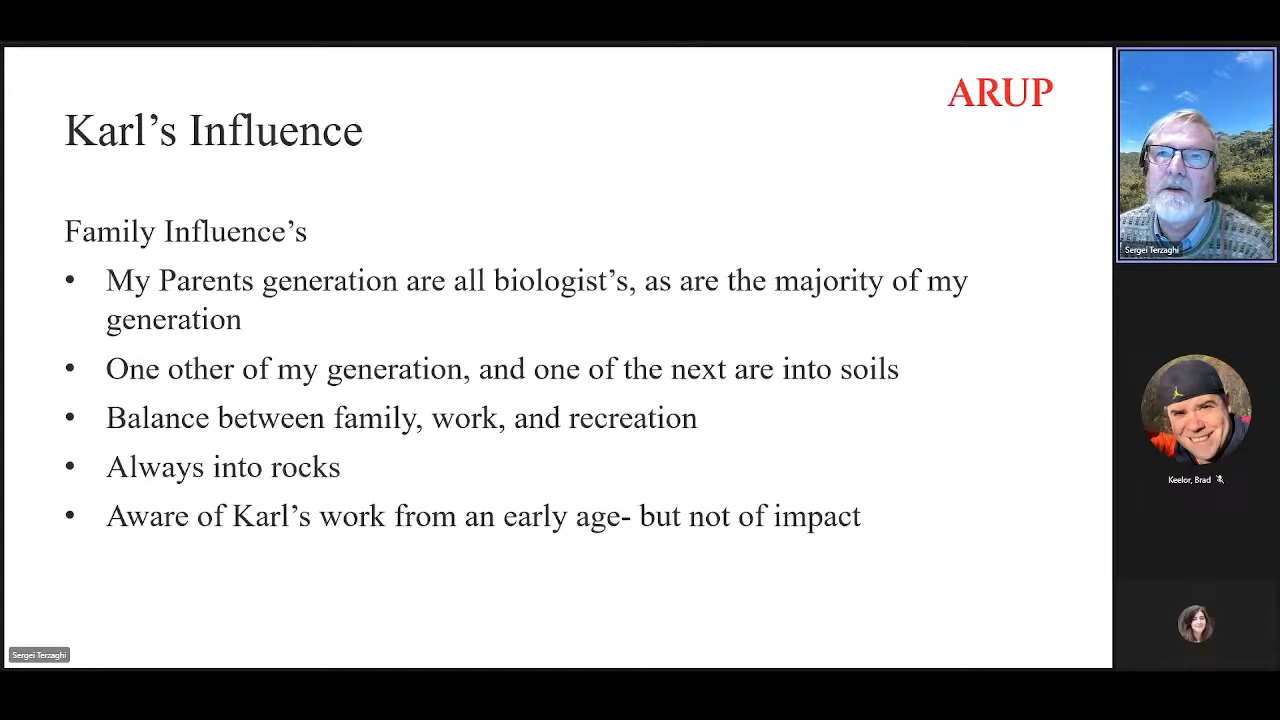 ARUP
Karl’s Influence
Family Influence’s
• My Parents generation are all biologist’s, as are the majority of my
generation
• One other of my generation, and one of the next are into soils
• Balance between family, work, and recreation
• Always into rocks
• Aware of Karl’s work from an early age- but not of impact
Sergei Terzaghi
Sergei Terzaghi
Keelor, Brad